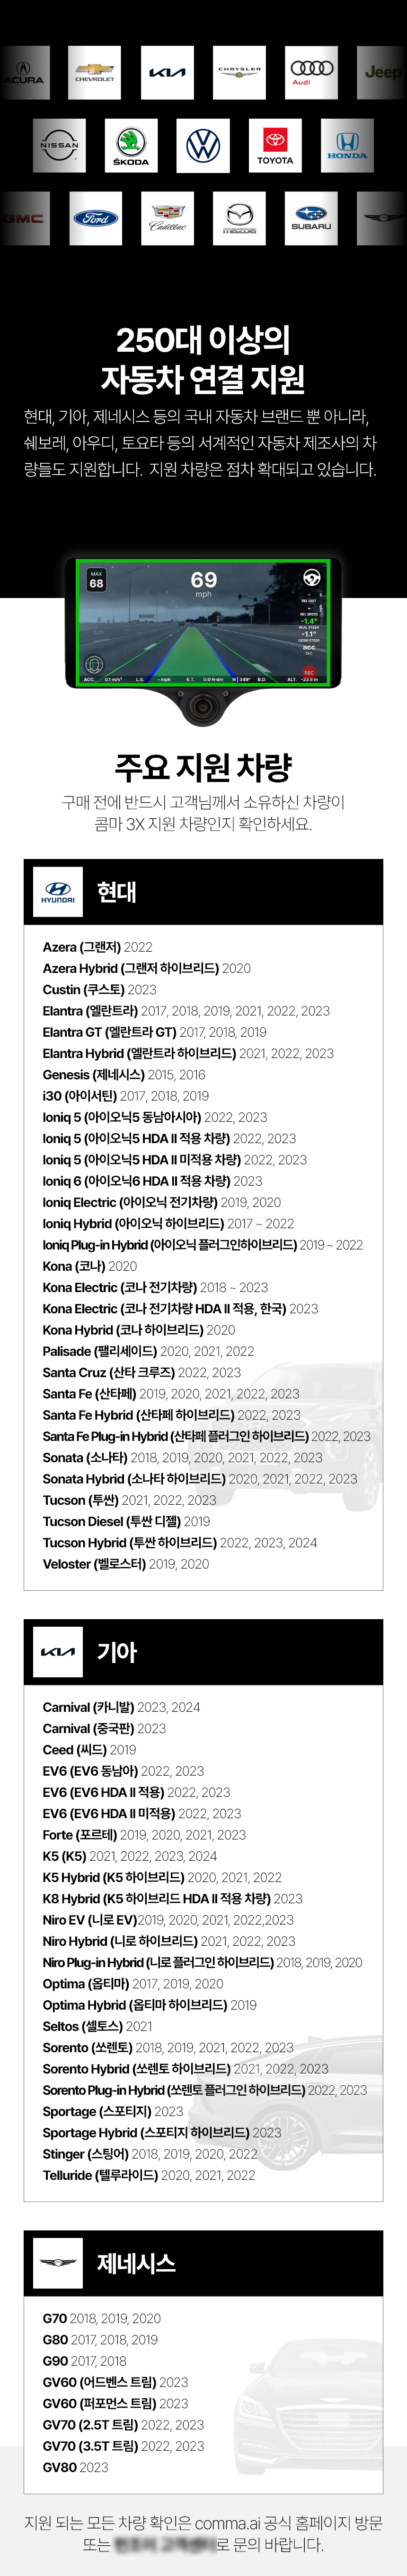 ACURA CHEVROLET KIA CHRYSLER Audi Jeep
NISSAN ŠKODA TOYOTA HONDA
GMC Ford Cadillac mazda SUBARU
250대 이상의
자동차 연결 지원
현대, 기아, 제네시스 등의 국내 자동차 브랜드 뿐 아니라,
쉐보레, 아우디, 토요타 등의 서계적인 자동차 제조사의 차
량들도 지원합니다. 지원 차량은 점차 확대되고 있습니다.
MAX
68
69
mph
-1.4°
-1.1°
acc
REC
ACC. 0.1 m/s² L.S. - mph E.T. 0.0 N·dm N | 349° B.D. ALT.
주요 지원 차량
구매 전에 반드시 고객님께서 소유하신 차량이
콤마 3X 지원 차량인지 확인하세요.
HYUNDAI 현대
Azera (그랜저) 2022
Azera Hybrid (그랜저 하이브리드) 2020
Custin (쿠스토) 2023
Elantra (엘란트라) 2017, 2018, 2019, 2021, 2022, 2023
Elantra GT (엘란트라 GT) 2017, 2018, 2019
Elantra Hybrid (엘란트라 하이브리드) 2021, 2022, 2023
Genesis (제네시스) 2015, 2016
i30 (아이서틴) 2017, 2018, 2019
Ioniq 5 (아이오닉5 동남아시아) 2022, 2023
Ioniq 5 (아이오닉5 HDA II 적용 차량) 2022, 2023
Ioniq 5 (아이오닉5 HDA II 미적용 차량) 2022, 2023
Ioniq 6 (아이오닉6 HDA II 적용 차량) 2023
Ioniq Electric (아이오닉 전기차량) 2019, 2020
Ioniq Hybrid (아이오닉 하이브리드) 2017 ~ 2022
Ioniq Plug-in Hybrid (아이오닉 플러그인하이브리드) 2019 ~ 2022
Kona (코나) 2020
Kona Electric (코나 전기차량) 2018 ~ 2023
Kona Electric (코나 전기차량 HDA II 적용, 한국) 2023
Kona Hybrid (코나 하이브리드) 2020
Palisade (팰리세이드) 2020, 2021, 2022
Santa Cruz (산타 크루즈) 2022, 2023
Santa Fe (산타페) 2019, 2020, 2021, 2022, 2023
Santa Fe Hybrid (산타페 하이브리드) 2022, 2023
Santa Fe Plug-in Hybrid (산타페 플러그인 하이브리드) 2022, 2023
Sonata (소나타) 2018, 2019, 2020, 2021, 2022, 2023
Sonata Hybrid (소나타 하이브리드) 2020, 2021, 2022, 2023
Tucson (투싼) 2021, 2022, 2023
Tucson Diesel (투싼 디젤) 2019
Tucson Hybrid (투싼 하이브리드) 2022, 2023, 2024
Veloster (벨로스터) 2019, 2020
KIA 기아
Carnival (카니발) 2023, 2024
Carnival (중국판) 2023
Ceed (씨드) 2019
EV6 (EV6 동남아) 2022, 2023
EV6 (EV6 HDA II 적용) 2022, 2023
EV6 (EV6 HDA II 미적용) 2022, 2023
Forte (포르테) 2019, 2020, 2021, 2023
K5 (K5) 2021, 2022, 2023, 2024
K5 Hybrid (K5 하이브리드) 2020, 2021, 2022
K8 Hybrid (K5 하이브리드 HDA II 적용 차량) 2023
Niro EV (니로 EV)2019, 2020, 2021, 2022,2023
Niro Hybrid (니로 하이브리드) 2021, 2022, 2023
Niro Plug-in Hybrid (니로 플러그인 하이브리드) 2018, 2019, 2020
Optima (옵티마) 2017, 2019, 2020
Optima Hybrid (옵티마 하이브리드) 2019
Seltos (셀토스) 2021
Sorento (쏘렌토) 2018, 2019, 2021, 2022, 2023
Sorento Hybrid (쏘렌토 하이브리드) 2021, 2022, 2023
Sorento Plug-in Hybrid (쏘렌토 플러그인 하이브리드) 2022, 2023
Sportage (스포티지) 2023
Sportage Hybrid (스포티지 하이브리드) 2023
Stinger (스팅어) 2018, 2019, 2020, 2022
Telluride (텔루라이드) 2020, 2021, 2022
제네시스
G70 2018, 2019, 2020
G80 2017, 2018, 2019
G90 2017, 2018
GV60 (어드벤스 트림) 2023
GV60 (퍼포먼스 트림) 2023
GV70 (2.5T 트림) 2022, 2023
GV70 (3.5T 트림) 2022, 2023
GV80 2023
지원 되는 모든 차량 확인은 comma.ai 공식 홈페이지 방문
또는 로 문의 바랍니다.